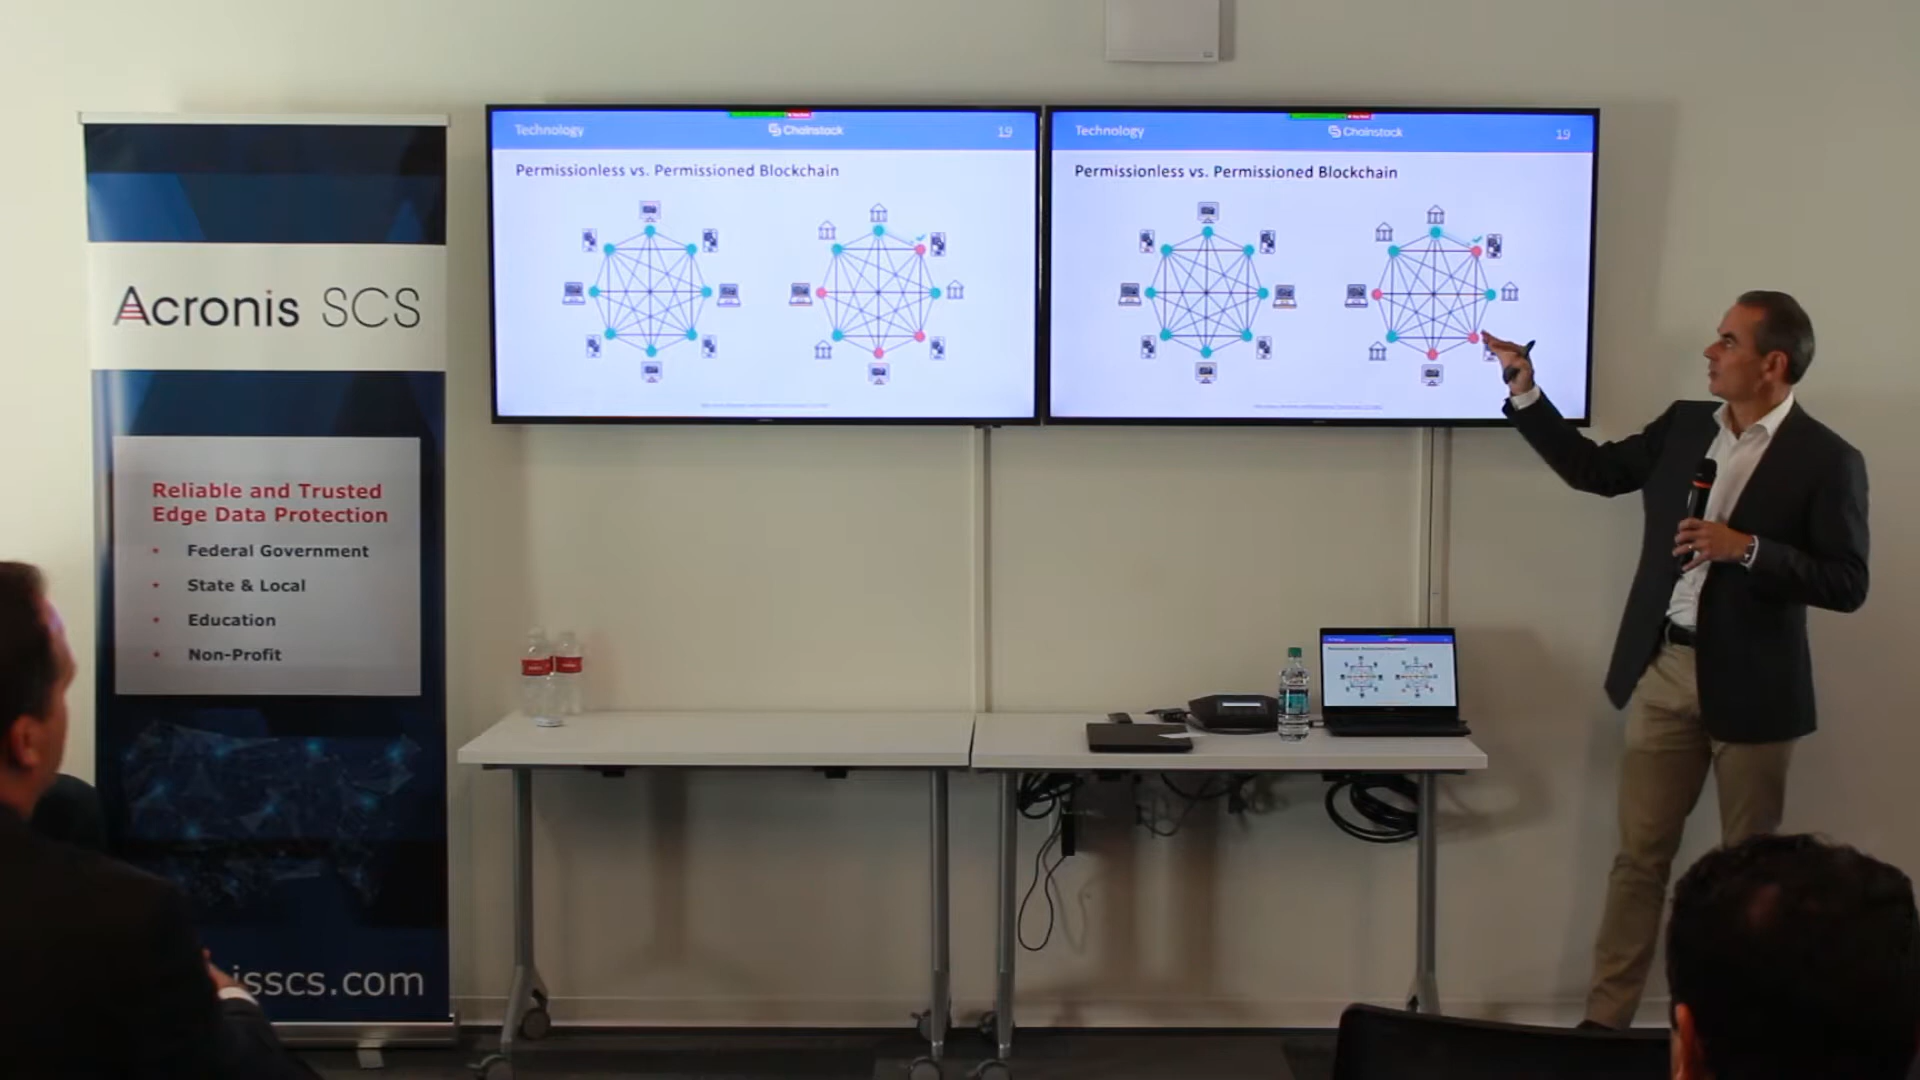 Acronis SCS
Reliable and Trusted
Edge Data Protection
Federal Government
State & Local
Education
Non-Profit
isscs.com
Technology
Chainstack
19
Permissionless vs. Permissioned Blockchain
Technology
Chainstack
19
Permissionless vs. Permissioned Blockchain